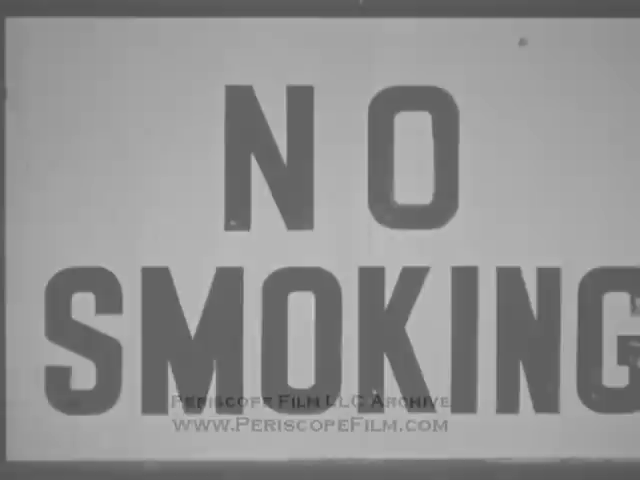 NO
SMOKING
PERISCOPE FILM LLC ARCHIVE
WWW.PERISCOPEFILM.COM